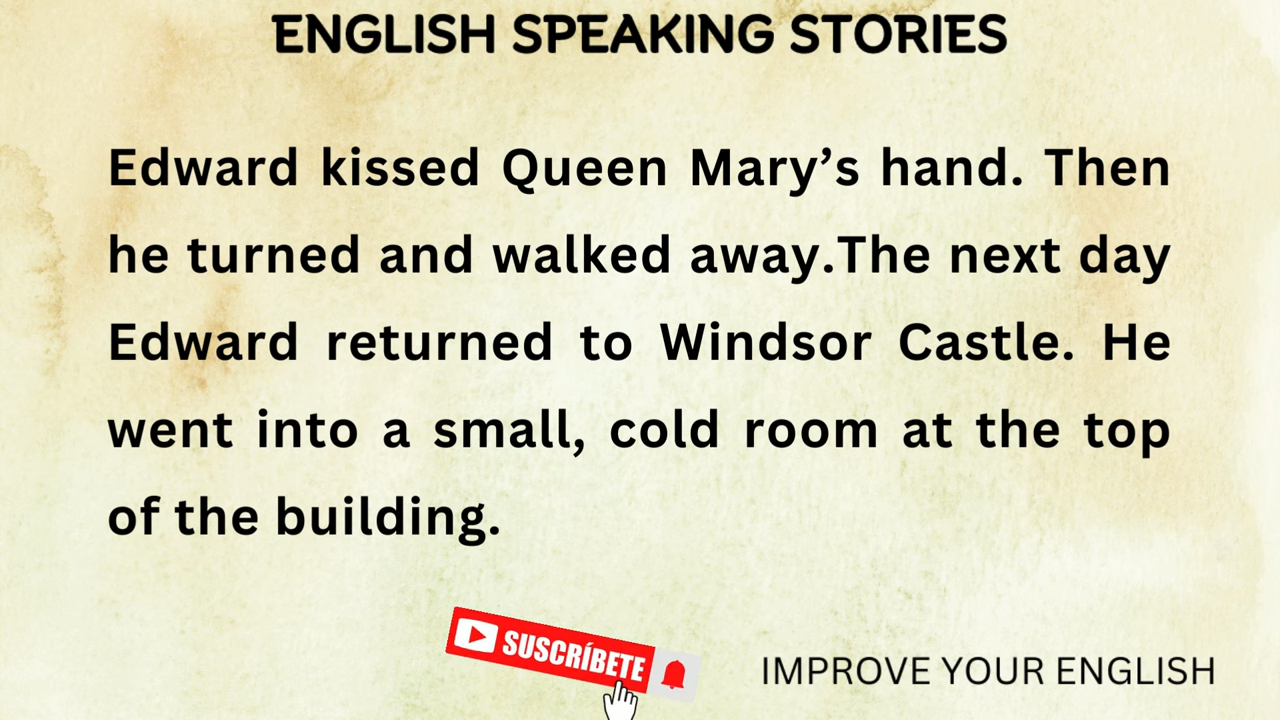 ENGLISH SPEAKING STORIES
Edward kissed Queen Mary’s hand. Then
he turned and walked away.The next day
Edward returned to Windsor Castle. He
went into a small, cold room at the top
of the building.
SUSCRÍBETE
IMPROVE YOUR ENGLISH